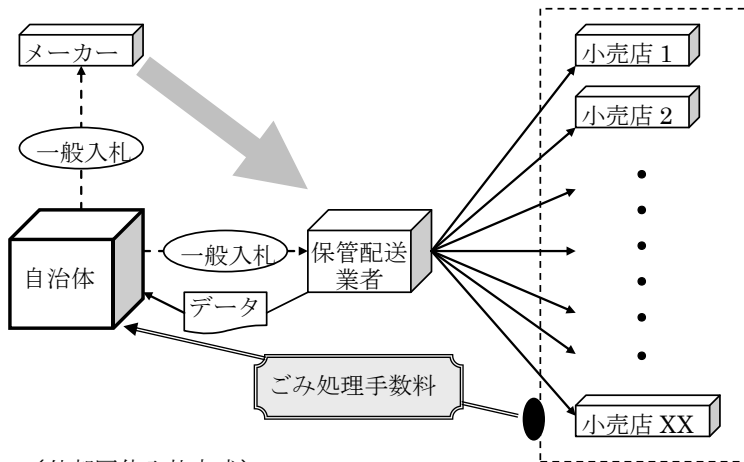 メーカー
小売店 1
小売店 2
一般入札
自治体
一般入札
保管配送
業者
データ
ごみ処理手数料
小売店 XX